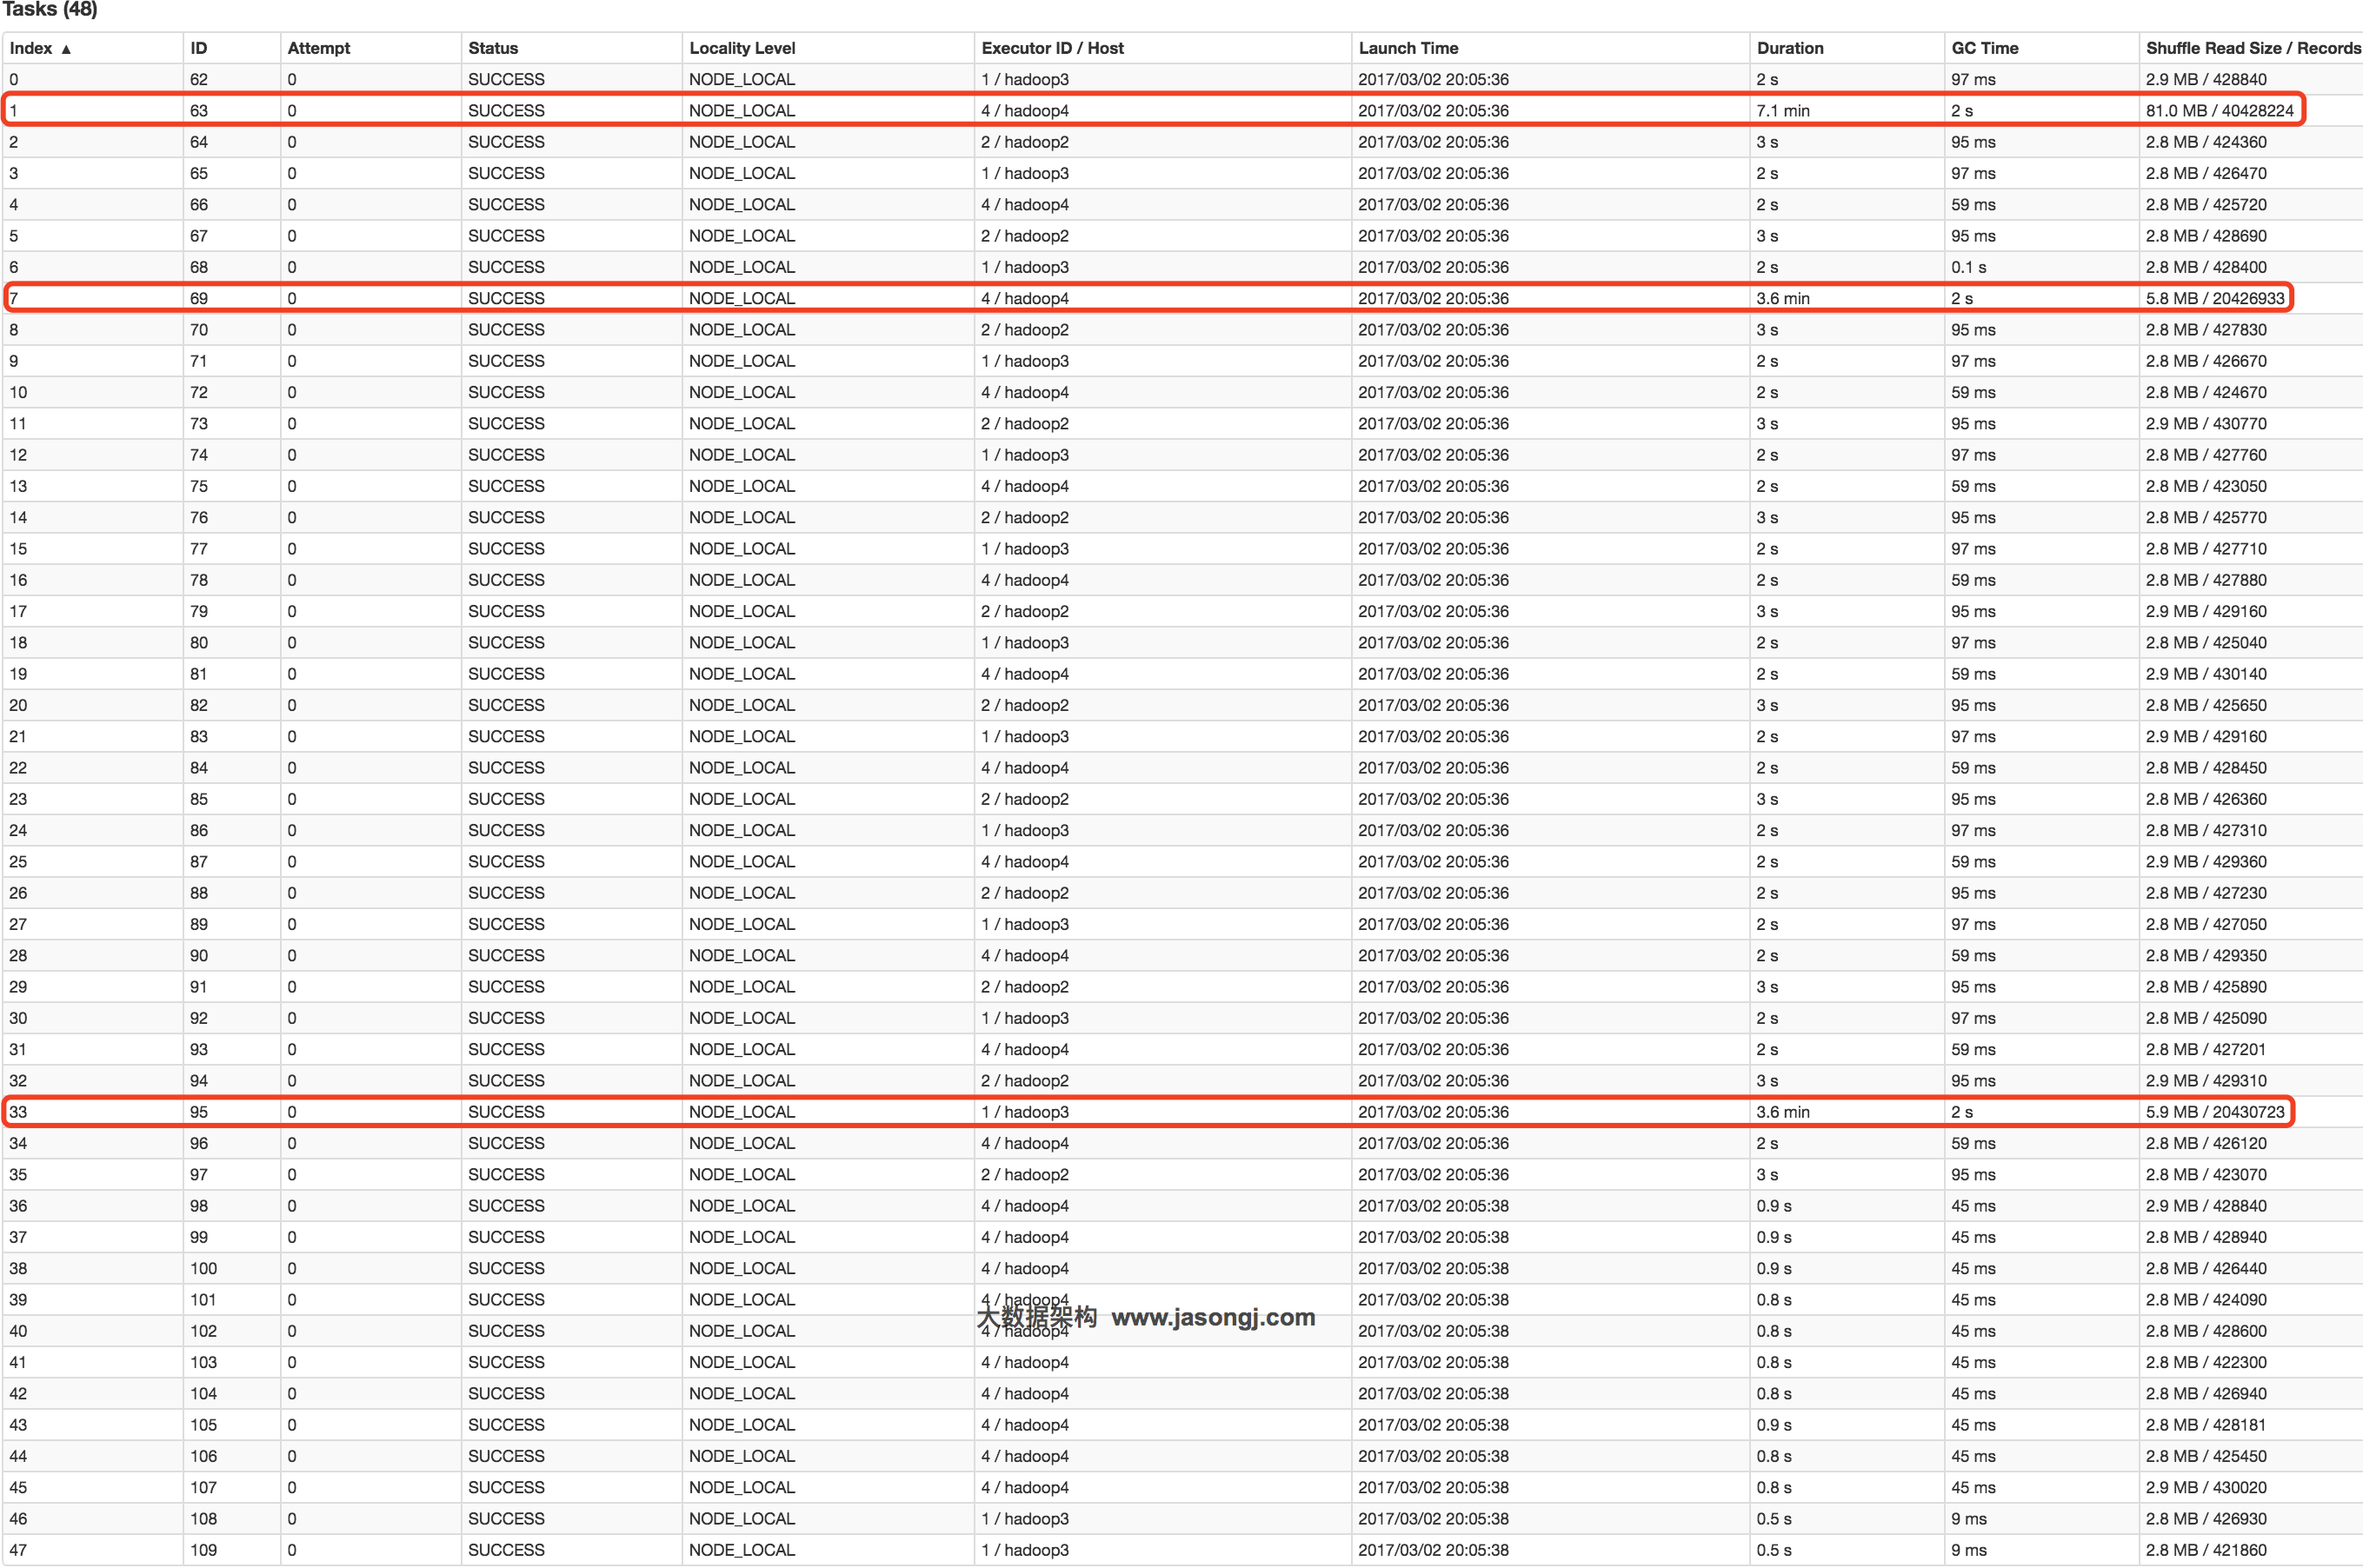 Tasks (48)
Index ▲ ID Attempt Status Locality Level Executor ID / Host Launch Time Duration GC Time Shuffle Read Size / Records
0 62 0 SUCCESS NODE_LOCAL 1 / hadoop3 2017/03/02 20:05:36 2 s 97 ms 2.9 MB / 428840
1 63 0 SUCCESS NODE_LOCAL 4 / hadoop4 2017/03/02 20:05:36 7.1 min 2 s 81.0 MB / 40428224
2 64 0 SUCCESS NODE_LOCAL 2 / hadoop2 2017/03/02 20:05:36 3 s 95 ms 2.8 MB / 424360
3 65 0 SUCCESS NODE_LOCAL 1 / hadoop3 2017/03/02 20:05:36 2 s 97 ms 2.8 MB / 426470
4 66 0 SUCCESS NODE_LOCAL 4 / hadoop4 2017/03/02 20:05:36 2 s 59 ms 2.8 MB / 425720
5 67 0 SUCCESS NODE_LOCAL 2 / hadoop2 2017/03/02 20:05:36 3 s 95 ms 2.8 MB / 428690
6 68 0 SUCCESS NODE_LOCAL 1 / hadoop3 2017/03/02 20:05:36 2 s 0.1 s 2.8 MB / 428400
7 69 0 SUCCESS NODE_LOCAL 4 / hadoop4 2017/03/02 20:05:36 3.6 min 2 s 5.8 MB / 20426933
8 70 0 SUCCESS NODE_LOCAL 2 / hadoop2 2017/03/02 20:05:36 3 s 95 ms 2.8 MB / 427830
9 71 0 SUCCESS NODE_LOCAL 1 / hadoop3 2017/03/02 20:05:36 2 s 97 ms 2.8 MB / 426670
10 72 0 SUCCESS NODE_LOCAL 4 / hadoop4 2017/03/02 20:05:36 2 s 59 ms 2.8 MB / 424670
11 73 0 SUCCESS NODE_LOCAL 2 / hadoop2 2017/03/02 20:05:36 3 s 95 ms 2.9 MB / 430770
12 74 0 SUCCESS NODE_LOCAL 1 / hadoop3 2017/03/02 20:05:36 2 s 97 ms 2.8 MB / 427760
13 75 0 SUCCESS NODE_LOCAL 4 / hadoop4 2017/03/02 20:05:36 2 s 59 ms 2.8 MB / 423050
14 76 0 SUCCESS NODE_LOCAL 2 / hadoop2 2017/03/02 20:05:36 3 s 95 ms 2.8 MB / 425770
15 77 0 SUCCESS NODE_LOCAL 1 / hadoop3 2017/03/02 20:05:36 2 s 97 ms 2.8 MB / 427710
16 78 0 SUCCESS NODE_LOCAL 4 / hadoop4 2017/03/02 20:05:36 2 s 59 ms 2.8 MB / 427880
17 79 0 SUCCESS NODE_LOCAL 2 / hadoop2 2017/03/02 20:05:36 3 s 95 ms 2.9 MB / 429160
18 80 0 SUCCESS NODE_LOCAL 1 / hadoop3 2017/03/02 20:05:36 2 s 97 ms 2.8 MB / 425040
19 81 0 SUCCESS NODE_LOCAL 4 / hadoop4 2017/03/02 20:05:36 2 s 59 ms 2.9 MB / 430140
20 82 0 SUCCESS NODE_LOCAL 2 / hadoop2 2017/03/02 20:05:36 3 s 95 ms 2.8 MB / 425650
21 83 0 SUCCESS NODE_LOCAL 1 / hadoop3 2017/03/02 20:05:36 2 s 97 ms 2.9 MB / 429160
22 84 0 SUCCESS NODE_LOCAL 4 / hadoop4 2017/03/02 20:05:36 2 s 59 ms 2.8 MB / 428450
23 85 0 SUCCESS NODE_LOCAL 2 / hadoop2 2017/03/02 20:05:36 3 s 95 ms 2.8 MB / 426360
24 86 0 SUCCESS NODE_LOCAL 1 / hadoop3 2017/03/02 20:05:36 2 s 97 ms 2.8 MB / 427310
25 87 0 SUCCESS NODE_LOCAL 4 / hadoop4 2017/03/02 20:05:36 2 s 59 ms 2.9 MB / 429360
26 88 0 SUCCESS NODE_LOCAL 2 / hadoop2 2017/03/02 20:05:36 2 s 95 ms 2.8 MB / 427230
27 89 0 SUCCESS NODE_LOCAL 1 / hadoop3 2017/03/02 20:05:36 2 s 97 ms 2.8 MB / 427050
28 90 0 SUCCESS NODE_LOCAL 4 / hadoop4 2017/03/02 20:05:36 2 s 59 ms 2.8 MB / 429350
29 91 0 SUCCESS NODE_LOCAL 2 / hadoop2 2017/03/02 20:05:36 3 s 95 ms 2.8 MB / 425890
30 92 0 SUCCESS NODE_LOCAL 1 / hadoop3 2017/03/02 20:05:36 2 s 97 ms 2.8 MB / 425090
31 93 0 SUCCESS NODE_LOCAL 4 / hadoop4 2017/03/02 20:05:36 2 s 59 ms 2.8 MB / 427201
32 94 0 SUCCESS NODE_LOCAL 2 / hadoop2 2017/03/02 20:05:36 3 s 95 ms 2.9 MB / 429310
33 95 0 SUCCESS NODE_LOCAL 1 / hadoop3 2017/03/02 20:05:36 3.6 min 2 s 5.9 MB / 20430723
34 96 0 SUCCESS NODE_LOCAL 4 / hadoop4 2017/03/02 20:05:36 2 s 59 ms 2.8 MB / 426120
35 97 0 SUCCESS NODE_LOCAL 2 / hadoop2 2017/03/02 20:05:36 3 s 95 ms 2.8 MB / 423070
36 98 0 SUCCESS NODE_LOCAL 4 / hadoop4 2017/03/02 20:05:38 0.9 s 45 ms 2.9 MB / 428840
37 99 0 SUCCESS NODE_LOCAL 4 / hadoop4 2017/03/02 20:05:38 0.9 s 45 ms 2.8 MB / 428940
38 100 0 SUCCESS NODE_LOCAL 4 / hadoop4 2017/03/02 20:05:38 0.9 s 45 ms 2.8 MB / 426440
39 101 0 SUCCESS NODE_LOCAL 4 / hadoop4 2017/03/02 20:05:38 0.8 s 45 ms 2.8 MB / 424090
大数据架构 www.jasongj.com
40 102 0 SUCCESS NODE_LOCAL 4 / hadoop4 2017/03/02 20:05:38 0.8 s 45 ms 2.8 MB / 428600
41 103 0 SUCCESS NODE_LOCAL 4 / hadoop4 2017/03/02 20:05:38 0.8 s 45 ms 2.8 MB / 422300
42 104 0 SUCCESS NODE_LOCAL 4 / hadoop4 2017/03/02 20:05:38 0.8 s 45 ms 2.8 MB / 426940
43 105 0 SUCCESS NODE_LOCAL 4 / hadoop4 2017/03/02 20:05:38 0.9 s 45 ms 2.8 MB / 428181
44 106 0 SUCCESS NODE_LOCAL 4 / hadoop4 2017/03/02 20:05:38 0.8 s 45 ms 2.8 MB / 425450
45 107 0 SUCCESS NODE_LOCAL 4 / hadoop4 2017/03/02 20:05:38 0.8 s 45 ms 2.9 MB / 430020
46 108 0 SUCCESS NODE_LOCAL 1 / hadoop3 2017/03/02 20:05:38 0.5 s 9 ms 2.8 MB / 426930
47 109 0 SUCCESS NODE_LOCAL 1 / hadoop3 2017/03/02 20:05:38 0.5 s 9 ms 2.8 MB / 421860